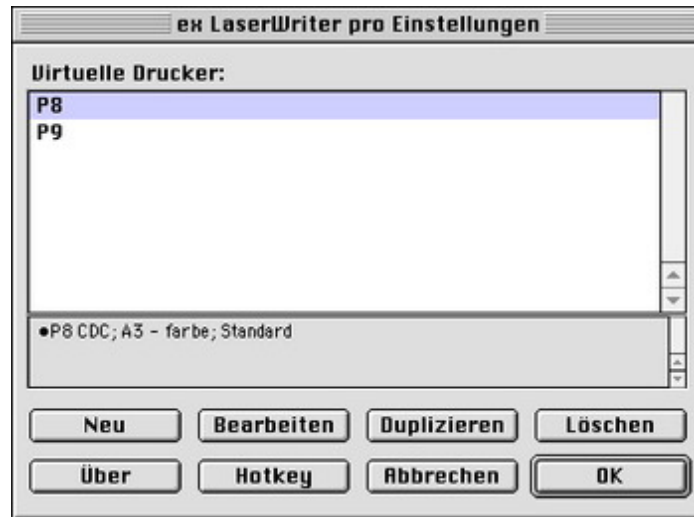 ex LaserWriter pro Einstellungen
Virtuelle Drucker:
P8
P9
●P8 CDC; A3 - farbe; Standard
Neu Bearbeiten Duplizieren Löschen
Über Hotkey Abbrechen OK